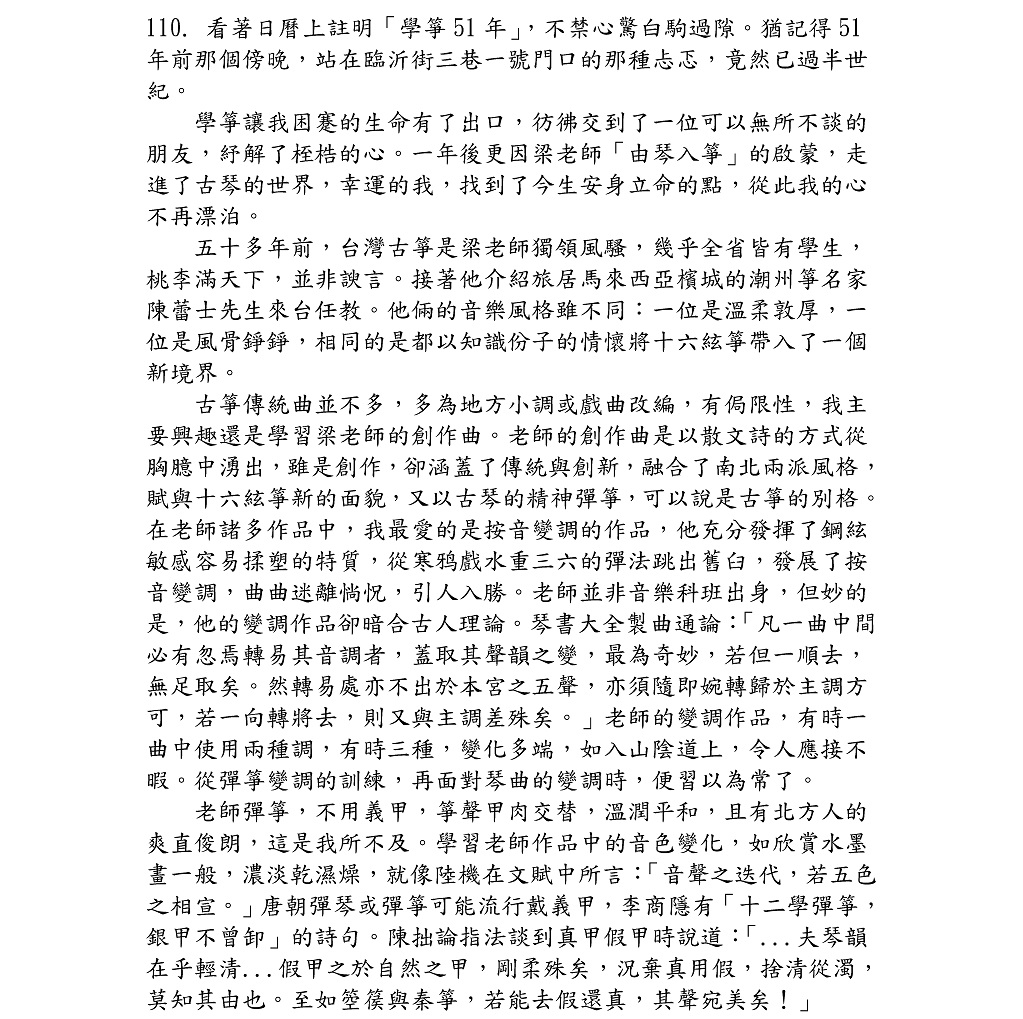 110. 看著日曆上註明「學箏 51 年」，不禁心驚白駒過隙。猶記得 51
年前那個傍晚，站在臨沂街三巷一號門口的那種忐忑，竟然已過半世
紀。
學箏讓我困蹇的生命有了出口，彷彿交到了一位可以無所不談的
朋友，紓解了桎梏的心。一年後更因梁老師「由琴入箏」的啟蒙，走
進了古琴的世界，幸運的我，找到了今生安身立命的點，從此我的心
不再漂泊。
五十多年前，台灣古箏是梁老師獨領風騷，幾乎全省皆有學生，
桃李滿天下，並非諛言。接著他介紹旅居馬來西亞檳城的潮州箏名家
陳蕾士先生來台任教。他倆的音樂風格雖不同：一位是溫柔敦厚，一
位是風骨錚錚，相同的是都以知識份子的情懷將十六絃箏帶入了一個
新境界。
古箏傳統曲並不多，多為地方小調或戲曲改編，有侷限性，我主
要興趣還是學習梁老師的創作曲。老師的創作曲是以散文詩的方式從
胸臆中湧出，雖是創作，卻涵蓋了傳統與創新，融合了南北兩派風格，
賦與十六絃箏新的面貌，又以古琴的精神彈箏，可以說是古箏的別格。
在老師諸多作品中，我最愛的是按音變調的作品，他充分發揮了鋼絃
敏感容易揉塑的特質，從寒鴉戲水重三六的彈法跳出舊臼，發展了按
音變調，曲曲迷離惝怳，引人入勝。老師並非音樂科班出身，但妙的
是，他的變調作品卻暗合古人理論。琴書大全製曲通論：「凡一曲中間
必有忽焉轉易其音調者，蓋取其聲韻之變，最為奇妙，若但一順去，
無足取矣。然轉易處亦不出於本宮之五聲，亦須隨即婉轉歸於主調方
可，若一向轉將去，則又與主調差殊矣。」老師的變調作品，有時一
曲中使用兩種調，有時三種，變化多端，如入山陰道上，令人應接不
暇。從彈箏變調的訓練，再面對琴曲的變調時，便習以為常了。
老師彈箏，不用義甲，箏聲甲肉交替，溫潤平和，且有北方人的
爽直俊朗，這是我所不及。學習老師作品中的音色變化，如欣賞水墨
畫一般，濃淡乾濕燥，就像陸機在文賦中所言：「音聲之迭代，若五色
之相宣。」唐朝彈琴或彈箏可能流行戴義甲，李商隱有「十二學彈箏，
銀甲不曾卸」的詩句。陳拙論指法談到真甲假甲時說道：「...夫琴韻
在乎輕清...假甲之於自然之甲，剛柔殊矣，況棄真用假，捨清從濁，
莫知其由也。至如箜篌與秦箏，若能去假還真，其聲宛美矣！」